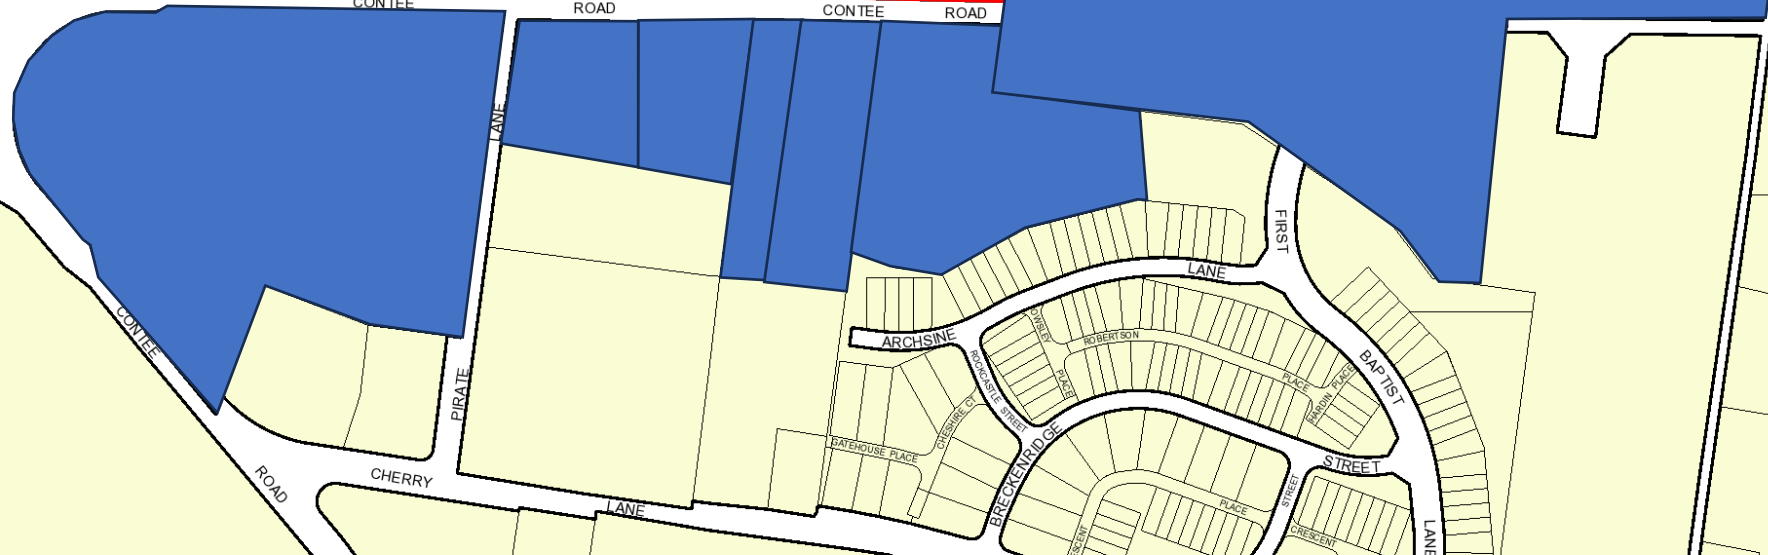 CONTEE
ROAD
CONTEE
ROAD
LANE
FIRST
LANE
CONTEE
ARCHSINE
ROBERTSON
PLACE
PLACE
PLACE
HARDIN
BAPTIST
ROCKCASTLE STREET
PIRATE
CHESHIRE CT
GATEHOUSE PLACE
BRECKENRIDGE
STREET
ROAD
CHERRY
LANE
STREET
PLACE
CRESCENT
LANE